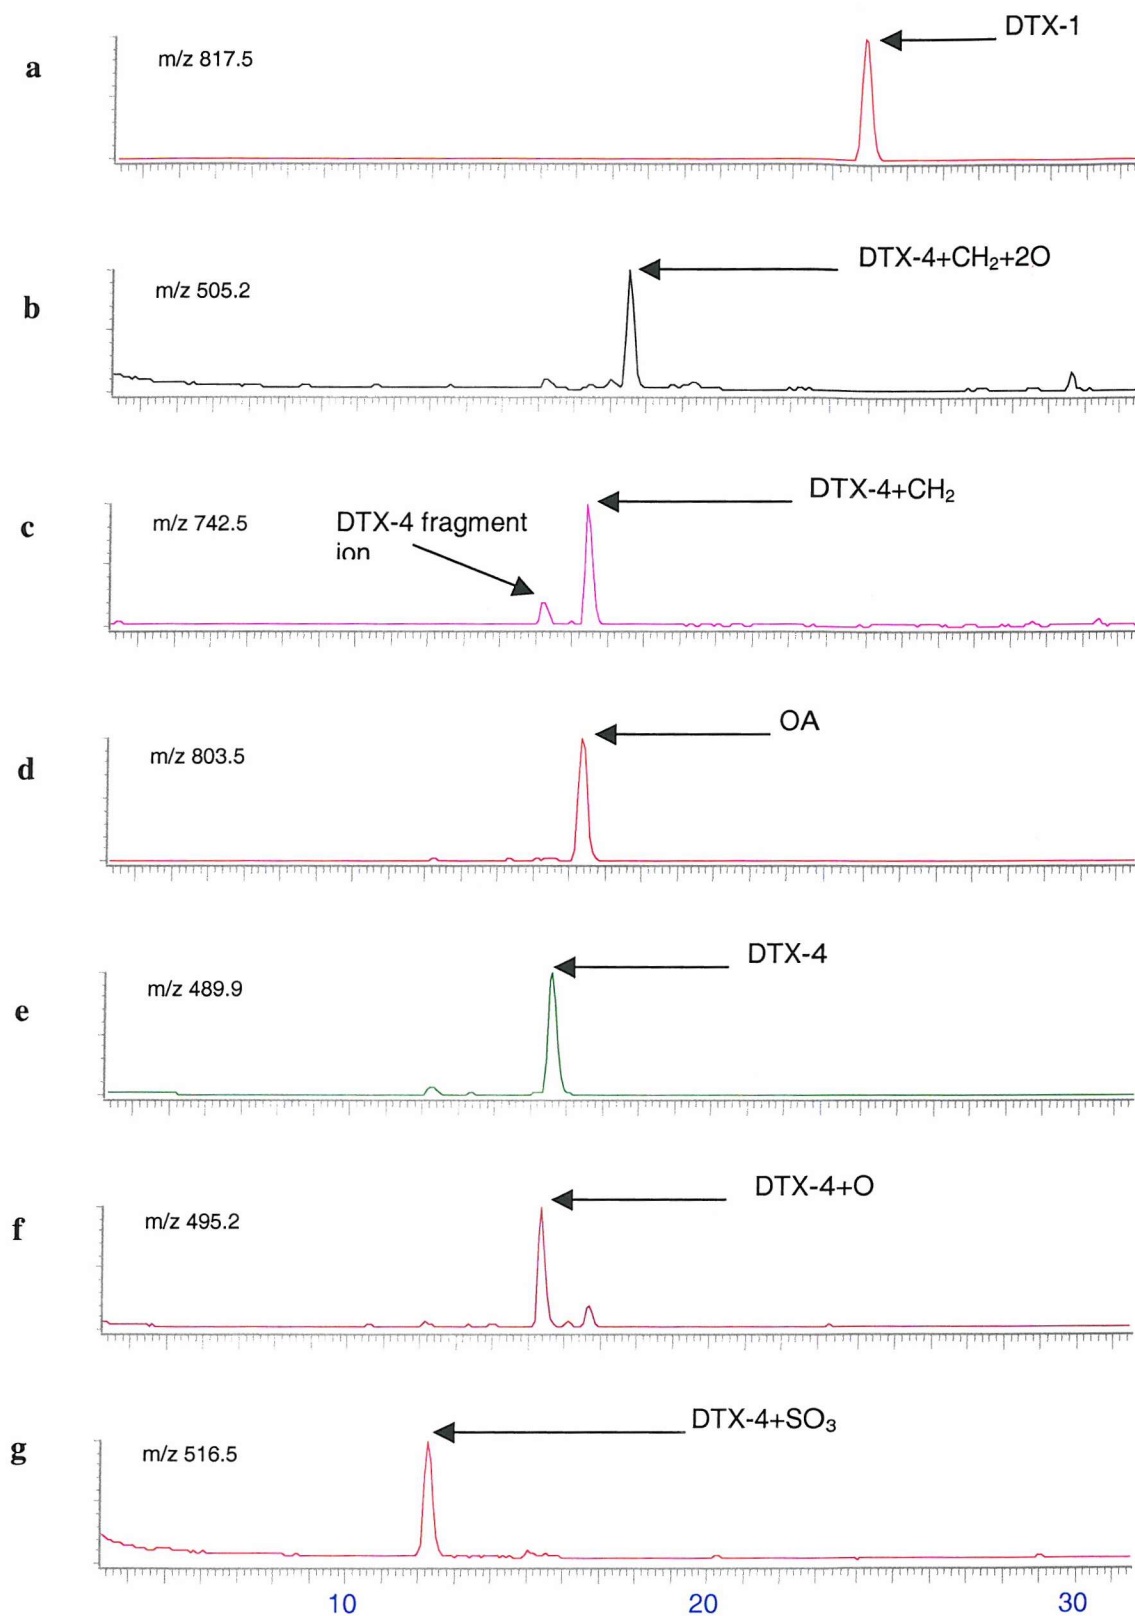 DTX-1
a
m/z 817.5
DTX-4+CH₂+2O
b
m/z 505.2
DTX-4+CH₂
c
m/z 742.5
DTX-4 fragment
ion
OA
d
m/z 803.5
DTX-4
e
m/z 489.9
DTX-4+O
f
m/z 495.2
DTX-4+SO₃
g
m/z 516.5
10 20 30